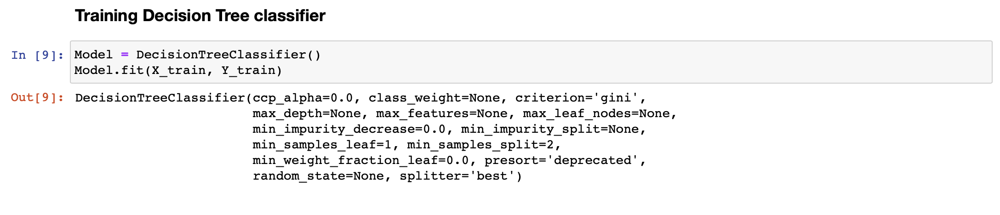 Training Decision Tree classifier
In [9]: Model = DecisionTreeClassifier()
Model.fit(X_train, Y_train)
Out[9]: DecisionTreeClassifier(ccp_alpha=0.0, class_weight=None, criterion='gini',
max_depth=None, max_features=None, max_leaf_nodes=None,
min_impurity_decrease=0.0, min_impurity_split=None,
min_samples_leaf=1, min_samples_split=2,
min_weight_fraction_leaf=0.0, presort='deprecated',
random_state=None, splitter='best')